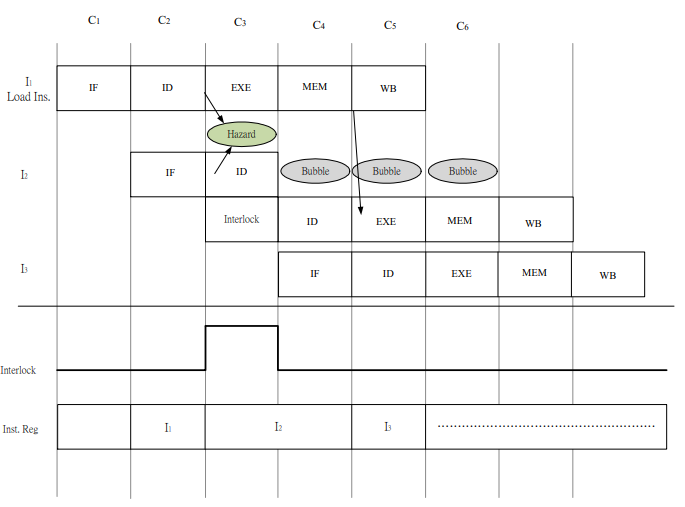 C1 C2 C3 C4 C5 C6
I1
Load Ins.
IF ID EXE MEM WB
Hazard
I2
IF ID Bubble Bubble Bubble
Interlock ID EXE MEM WB
I3
IF ID EXE MEM WB
Interlock
Inst. Reg I1 I2 I3